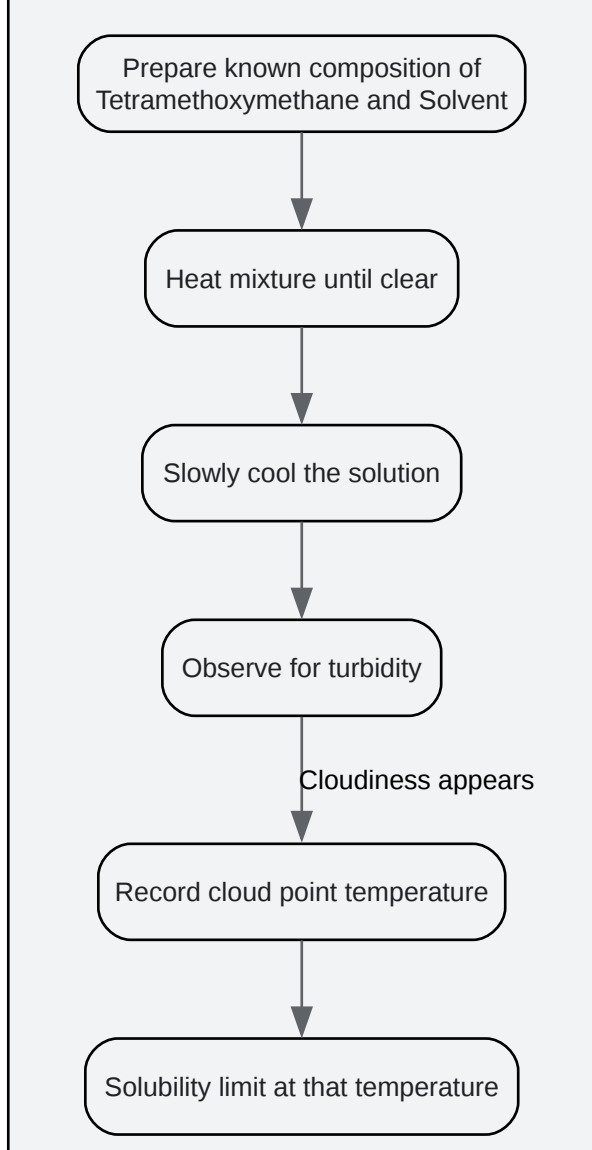 Prepare known composition of
Tetramethoxymethane and Solvent
Heat mixture until clear
Slowly cool the solution
Observe for turbidity
Cloudiness appears
Record cloud point temperature
Solubility limit at that temperature